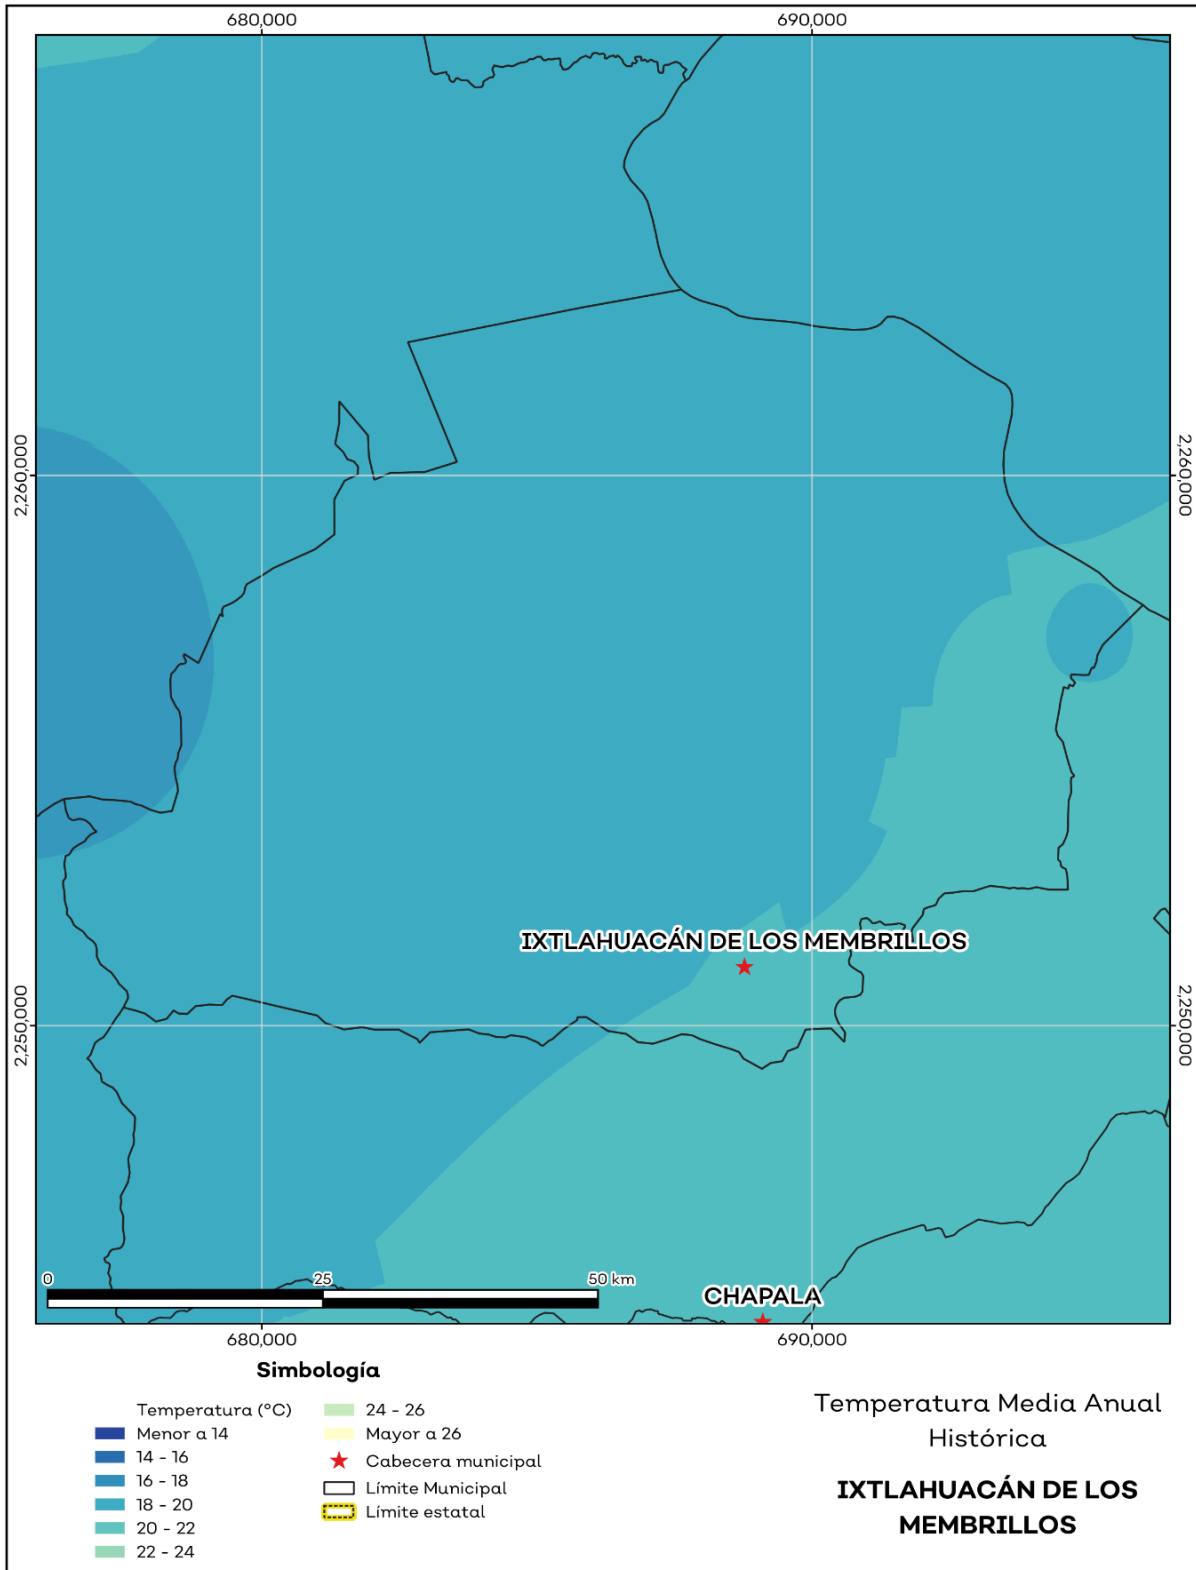 680,000
690,000
2,260,000
2,260,000
IXTLAHUACÁN DE LOS MEMBRILLOS
2,250,000
2,250,000
0
25
50 km
CHAPALA
680,000
690,000
Simbología
Temperatura (°C)
Menor a 14
14 - 16
16 - 18
18 - 20
20 - 22
22 - 24
24 - 26
Mayor a 26
Cabecera municipal
Límite Municipal
Límite estatal
Temperatura Media Anual
Histórica
IXTLAHUACÁN DE LOS
MEMBRILLOS